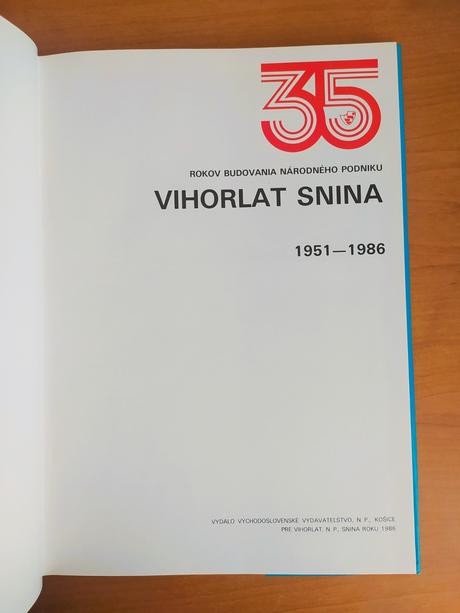 35
ROKOV BUDOVANIA NÁRODNÉHO PODNIKU
VIHORLAT SNINA
1951—1986
VYDALO VÝCHODOSLOVENSKÉ VYDAVATEĽSTVO, N. P., KOŠICE
PRE VIHORLAT, N. P., SNINA ROKU 1986